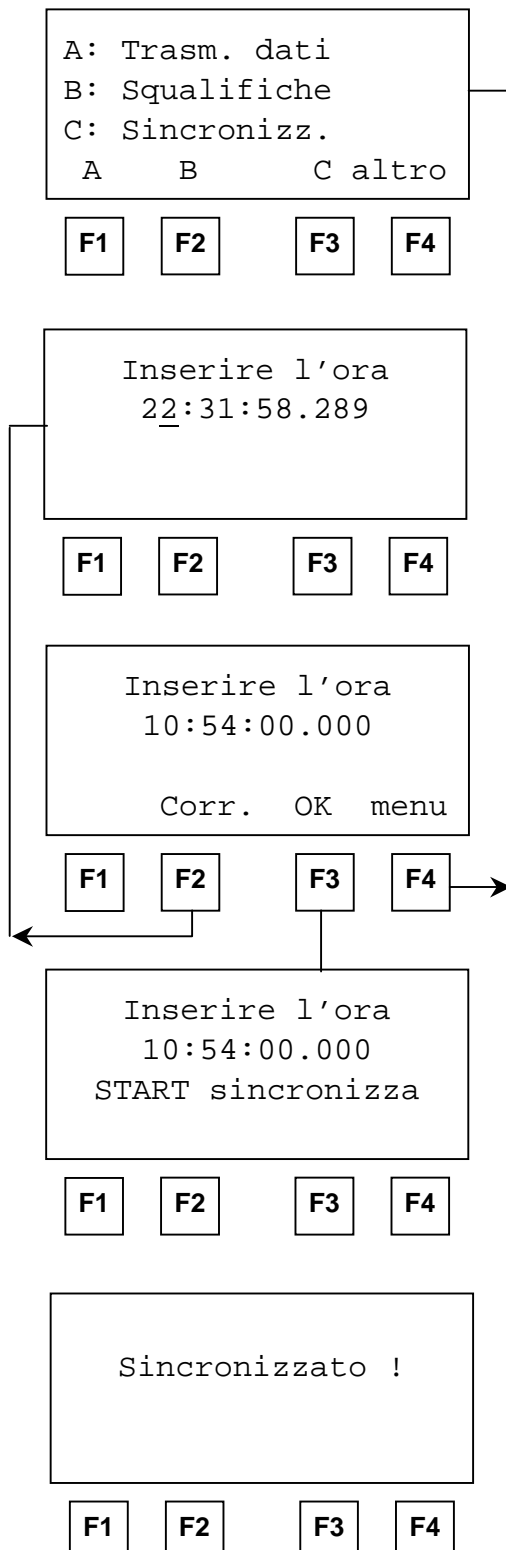 A: Trasm. dati
B: Squalifiche
C: Sincronizz.
A B C altro
F1 F2 F3 F4
Inserire l'ora
22:31:58.289
F1 F2 F3 F4
Inserire l'ora
10:54:00.000
Corr. OK menu
F1 F2 F3 F4
Inserire l'ora
10:54:00.000
START sincronizza
F1 F2 F3 F4
Sincronizzato !
F1 F2 F3 F4